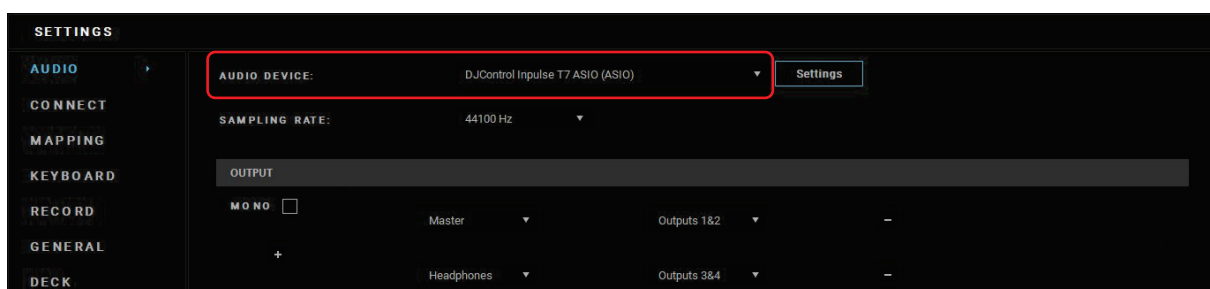 SETTINGS
AUDIO
AUDIO DEVICE: DJControl Inpulse T7 ASIO (ASIO) Settings
CONNECT
SAMPLING RATE: 44100 Hz
MAPPING
KEYBOARD
OUTPUT
RECORD
MONO
Master Outputs 1&2 –
GENERAL
+
DECK
Headphones Outputs 3&4 –